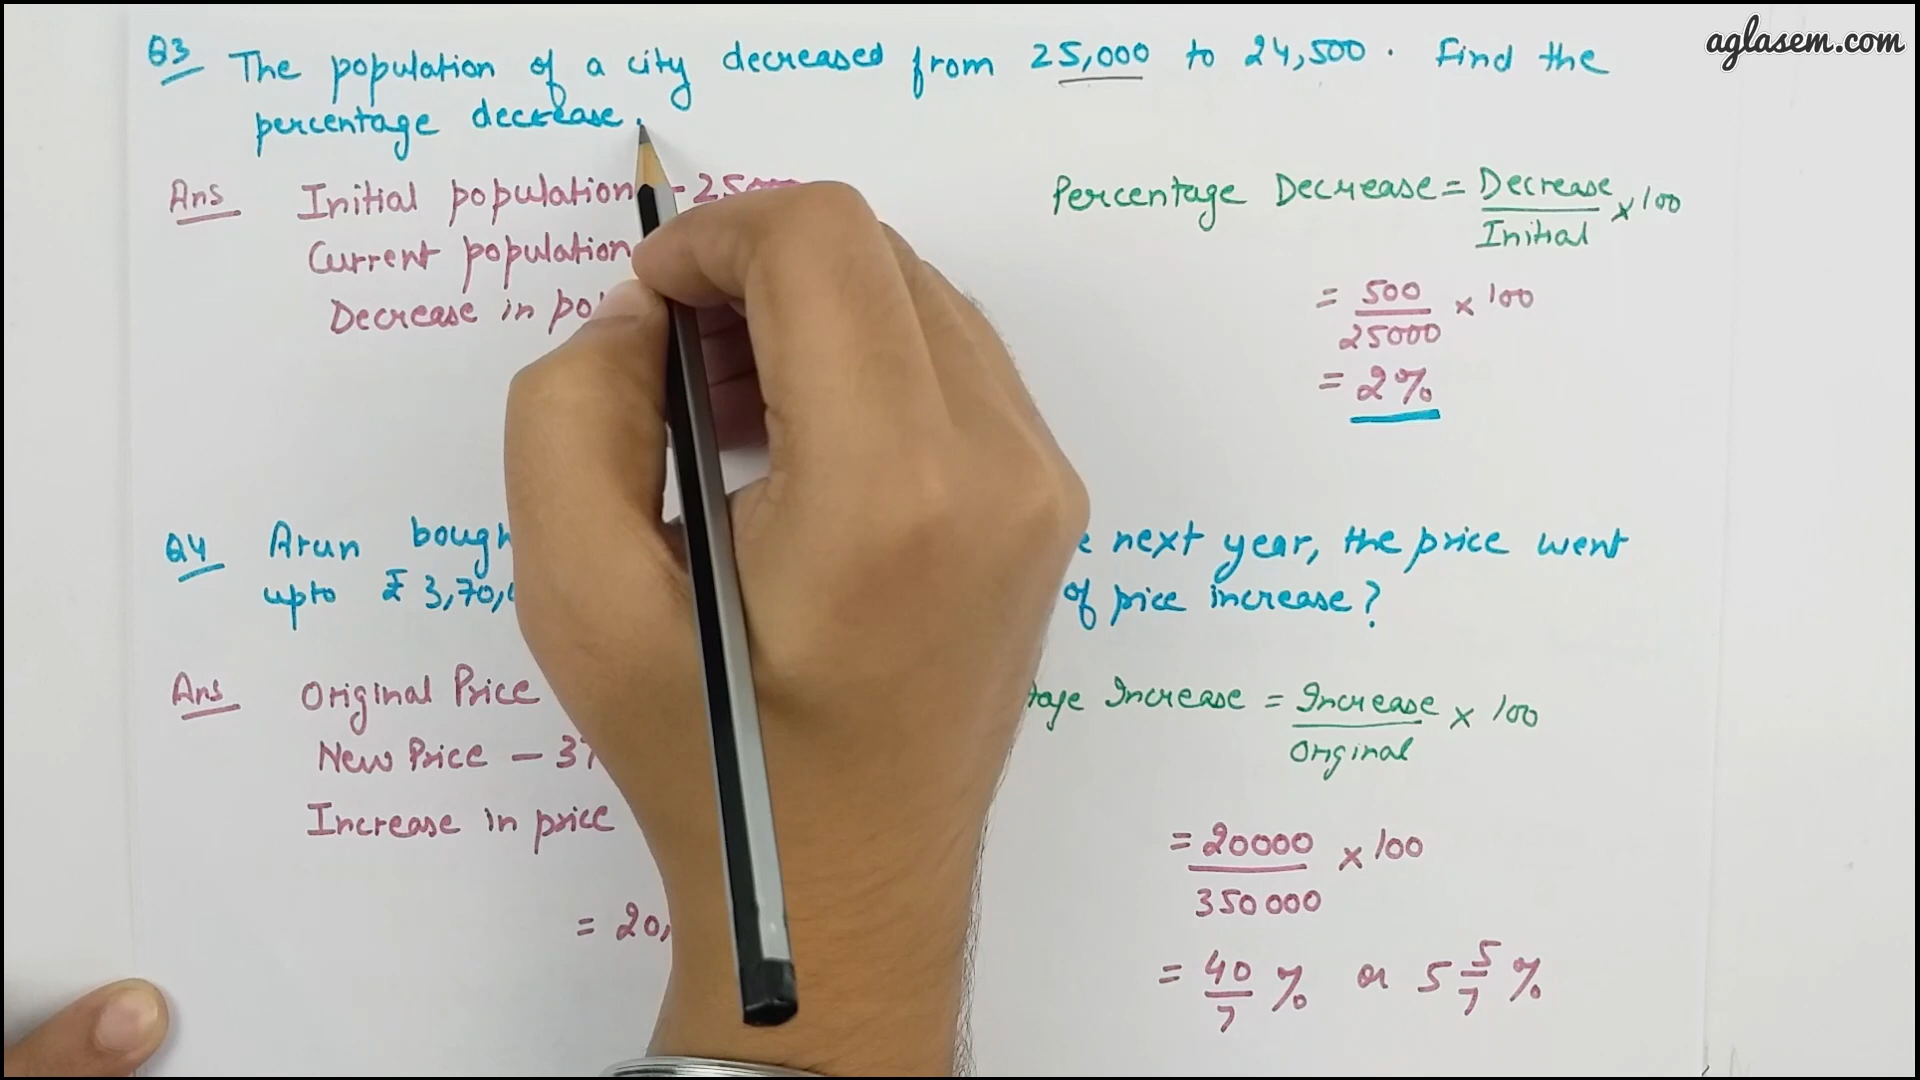 aglasem.com
Q3 The population of a city decreased from 25,000 to 24,500. Find the
percentage decrease.
Ans Initial population - 25000
Current population
Decrease in
Percentage Decrease = Decrease / Initial × 100
= 500 / 25000 × 100
= 2%
Q4 Arun next year, the price went
upto ₹ 3,70, of price increase?
Ans Original Price
New Price - 37
Increase in price
= 20,
Increase = Increase / Original × 100
= 20000 / 350000 × 100
= 40/7 % or 5 5/7 %